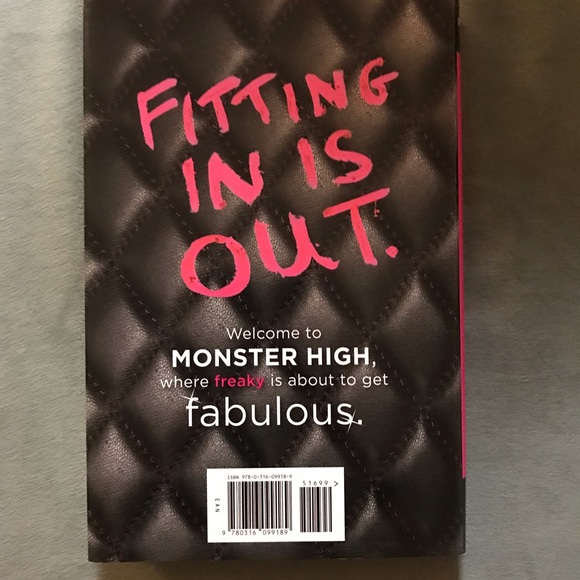 FITTING
IN IS
OUT.
Welcome to
MONSTER HIGH,
where freaky is about to get
fabulous.
ISBN 978-0-316-09918-9
51699 >
EAN
9 780316 099189